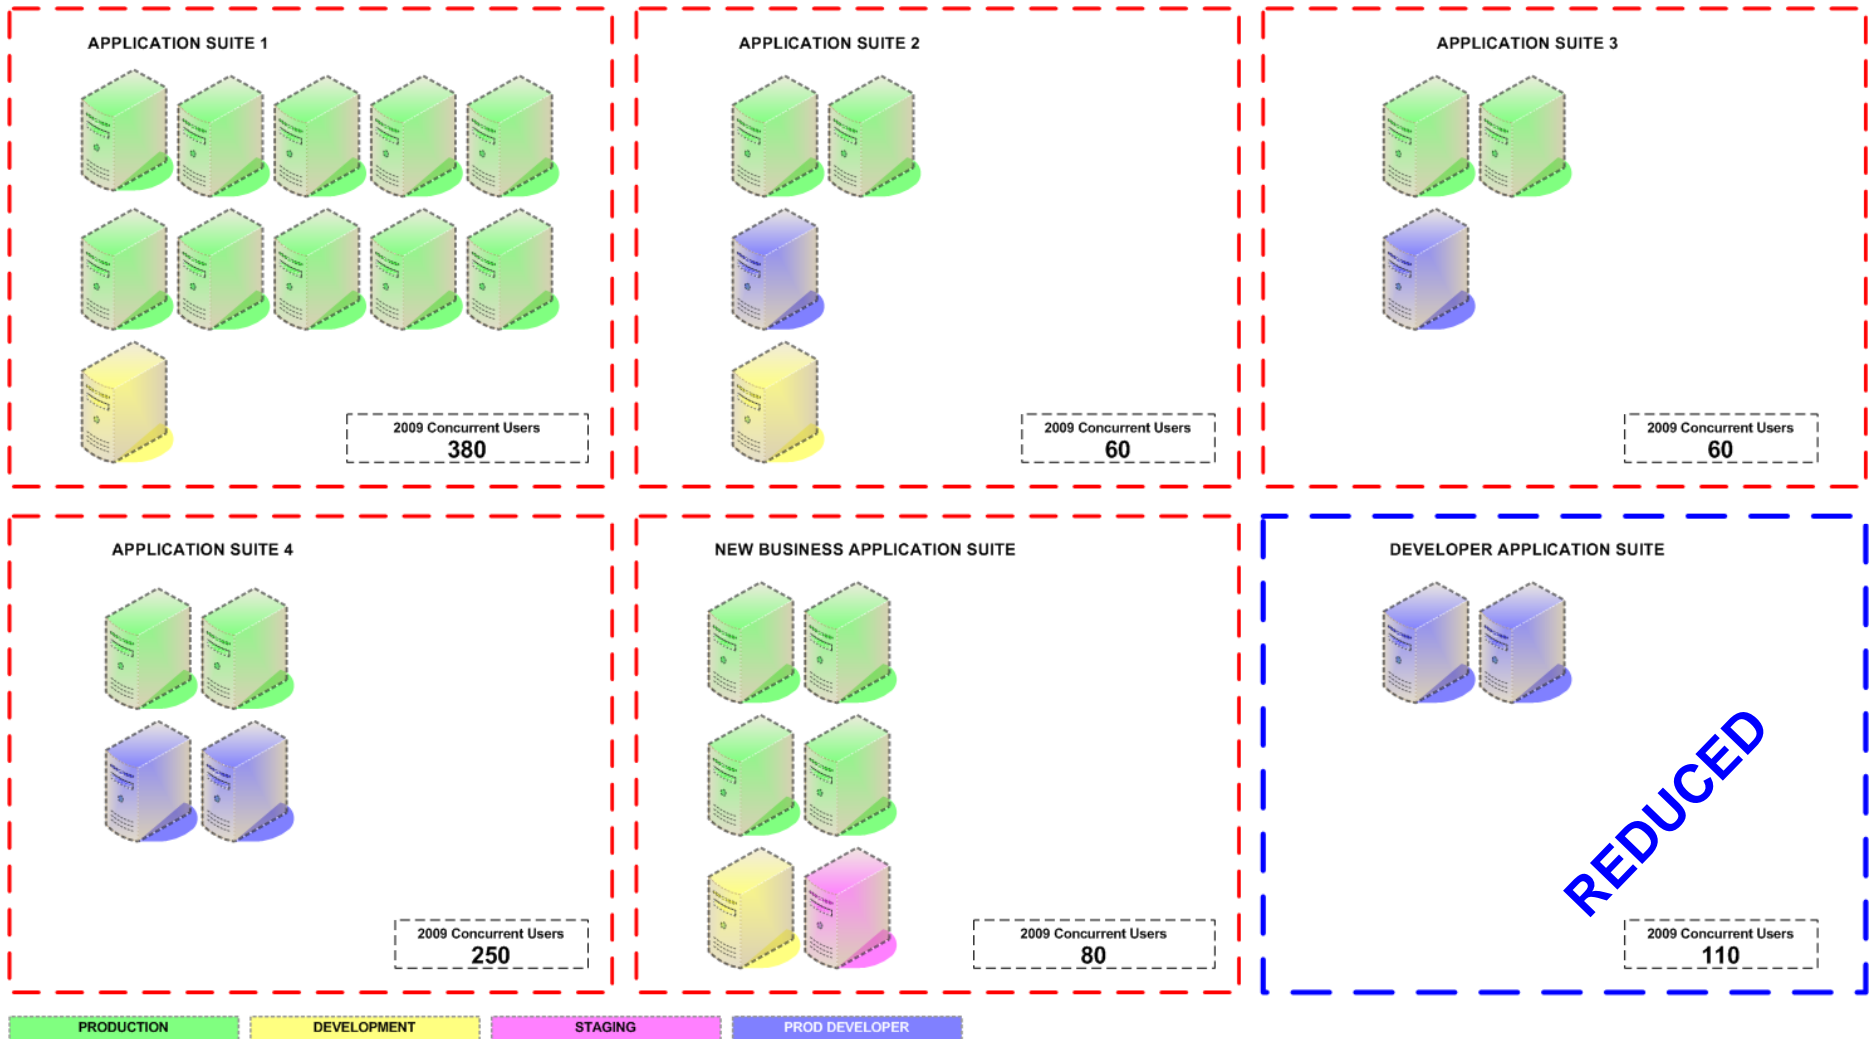 APPLICATION SUITE 1
2009 Concurrent Users
380
APPLICATION SUITE 2
2009 Concurrent Users
60
APPLICATION SUITE 3
2009 Concurrent Users
60
APPLICATION SUITE 4
2009 Concurrent Users
250
NEW BUSINESS APPLICATION SUITE
2009 Concurrent Users
80
DEVELOPER APPLICATION SUITE
REDUCED
2009 Concurrent Users
110
PRODUCTION
DEVELOPMENT
STAGING
PROD DEVELOPER